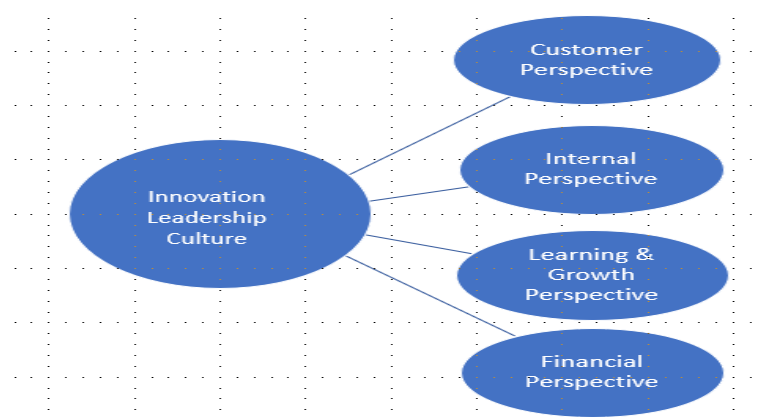 Innovation
Leadership
Culture
Customer
Perspective
Internal
Perspective
Learning &
Growth
Perspective
Financial
Perspective